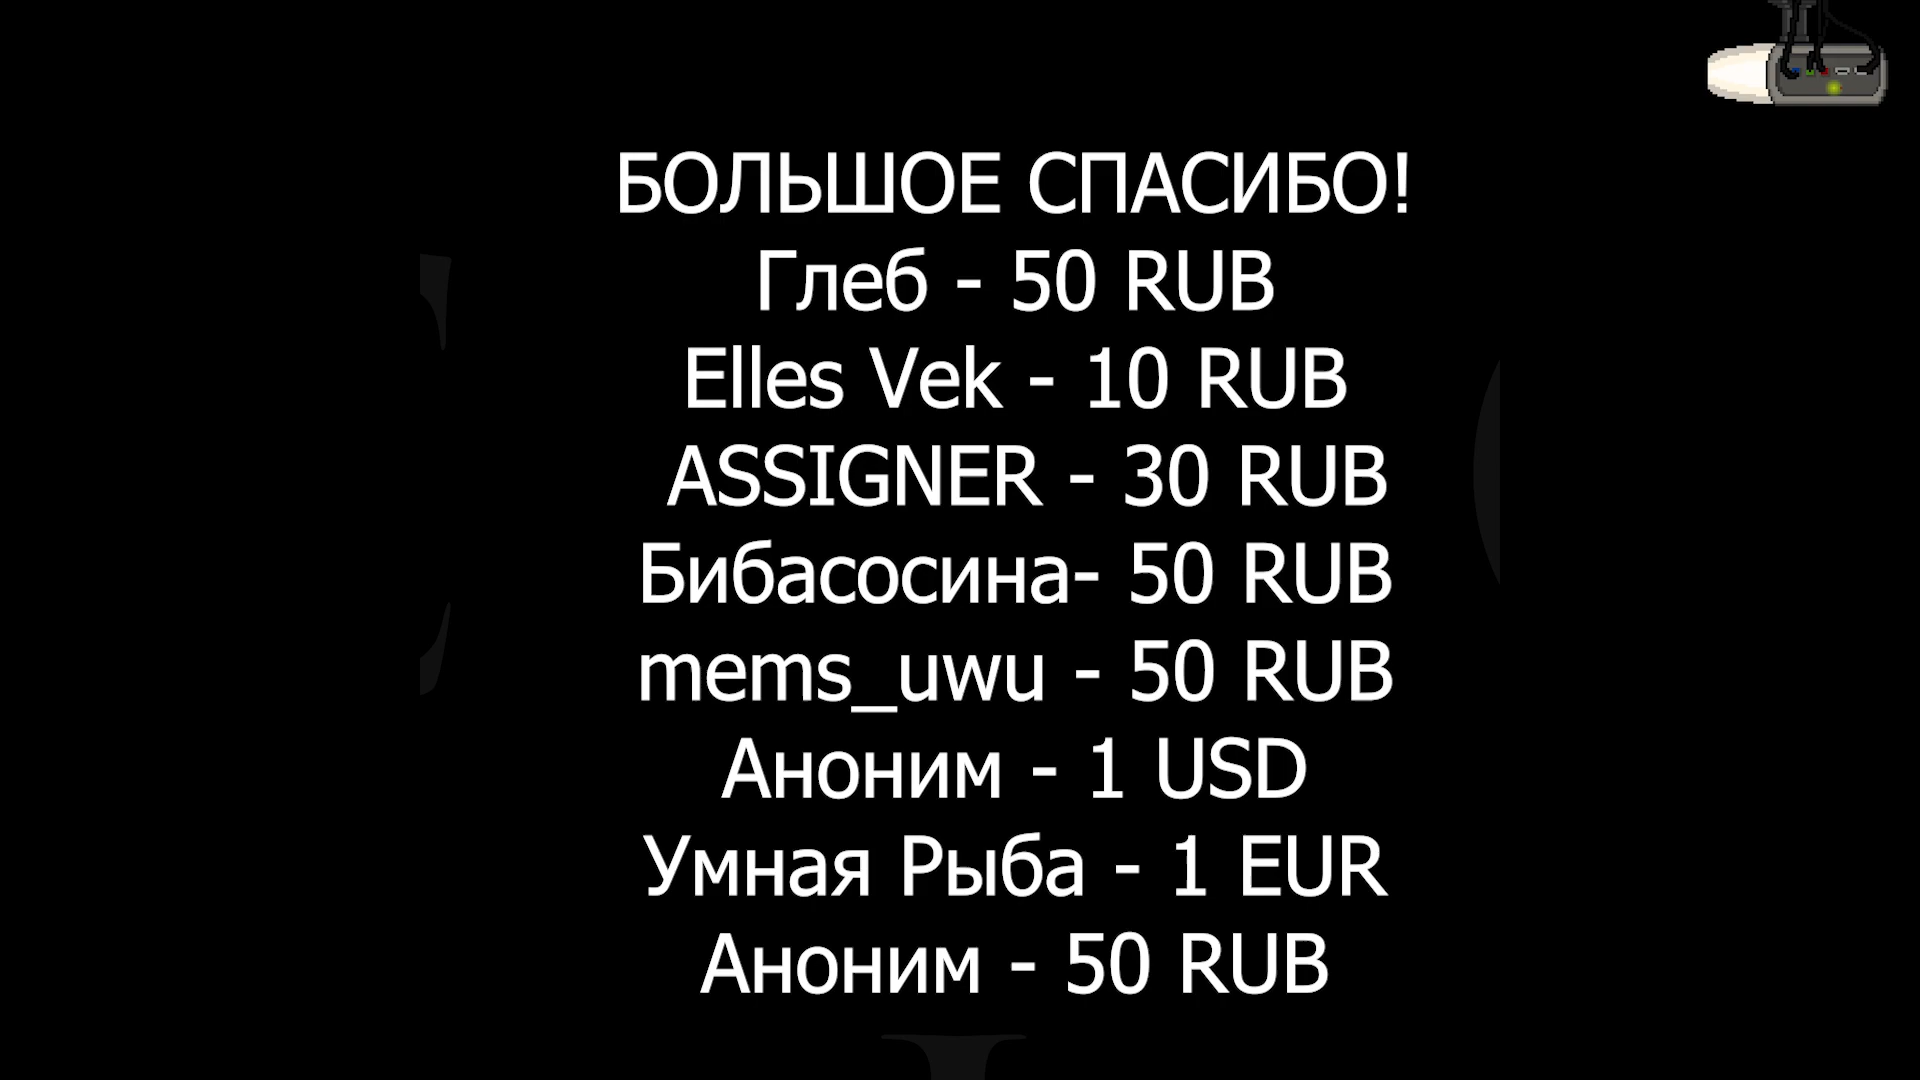 БОЛЬШОЕ СПАСИБО!
Глеб - 50 RUB
Elles Vek - 10 RUB
ASSIGNER - 30 RUB
Бибасосина- 50 RUB
mems_uwu - 50 RUB
Аноним - 1 USD
Умная Рыба - 1 EUR
Аноним - 50 RUB